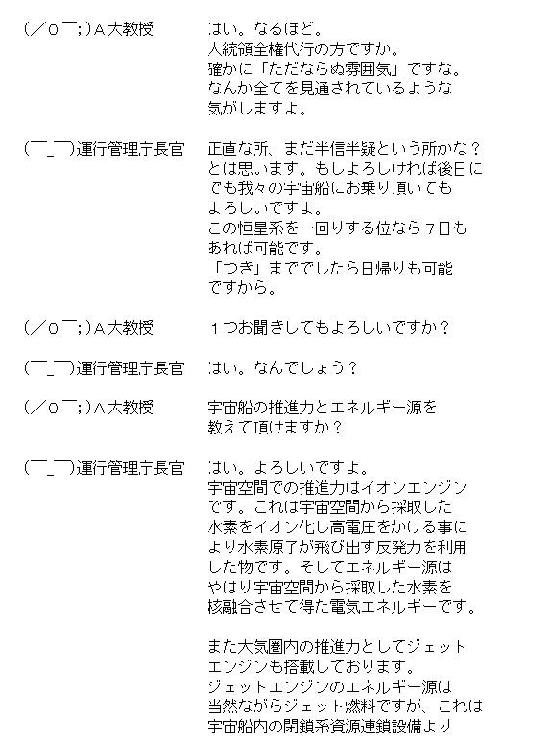 (／０￣；)Ａ大教授　　はい。なるほど。
人統領全権代行の方ですか。
確かに「ただならぬ雰囲気」ですな。
なんか全てを見通されているような
気がしますよ。
(￣_￣)運行管理庁長官　　正直な所、まだ半信半疑という所かな？
とは思います。もしよろしければ後日に
でも我々の宇宙船にお乗り頂いても
よろしいですよ。
この恒星系を一回りする位なら７日も
あれば可能です。
「つき」まででしたら日帰りも可能
ですから。
(／０￣；)Ａ大教授　　１つお聞きしてもよろしいですか？
(￣_￣)運行管理庁長官　　はい。なんでしょう？
(／０￣；)Ａ大教授　　宇宙船の推進力とエネルギー源を
教えて頂けますか？
(￣_￣)運行管理庁長官　　はい。よろしいですよ。
宇宙空間での推進力はイオンエンジン
です。これは宇宙空間から採取した
水素をイオン化し高電圧をかける事に
より水素原子が飛び出す反発力を利用
した物です。そしてエネルギー源は
やはり宇宙空間から採取した水素を
核融合させて得た電気エネルギーです。
また大気圏内の推進力としてジェット
エンジンも搭載しております。
ジェットエンジンのエネルギー源は
当然ながらジェット燃料ですが、これは
宇宙船内の閉鎖系資源連鎖設備より